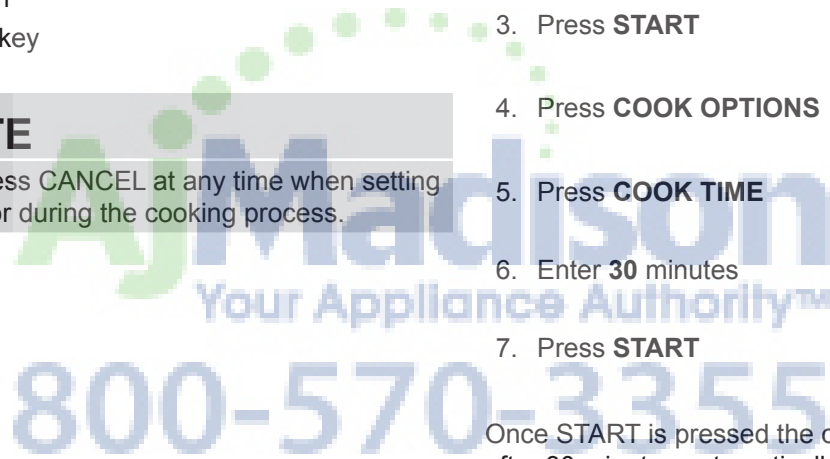 key
NOTE
CANCEL at any time when setting
or during the cooking process.
3. Press START
4. Press COOK OPTIONS
5. Press COOK TIME
6. Enter 30 minutes
7. Press START
Once START is pressed the
AjMadison
Your Appliance Authority™
800-570-3355